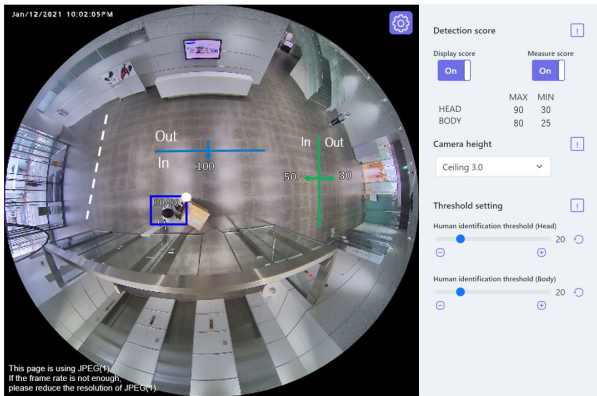 Jan/12/2021 10:02:05PM
Out
In
100
In Out
50
30
90/80
This page is using JPEG(1).
If the frame rate is not enough,
please reduce the resolution of JPEG(1)
Detection score
!
Display score
Measure score
On
On
MAX MIN
HEAD 90 30
BODY 80 25
Camera height
!
Ceiling 3.0
Threshold setting
!
Human identification threshold (Head)
20
Human identification threshold (Body)
20